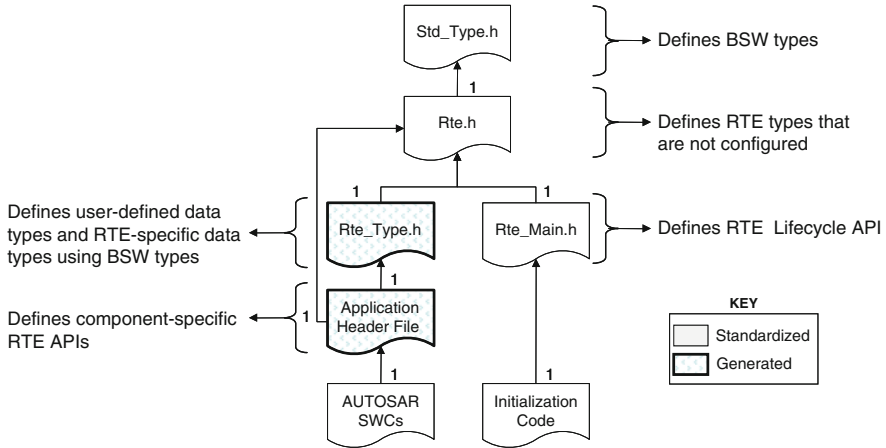 Std_Type.h
Defines BSW types
1
Rte.h
Defines RTE types that
are not configured
1
1
Defines user-defined data
types and RTE-specific data
types using BSW types
Rte_Type.h
Rte_Main.h
Defines RTE Lifecycle API
1
Defines component-specific
RTE APIs
1
Application
Header File
KEY
Standardized
Generated
1
1
AUTOSAR
SWCs
Initialization
Code